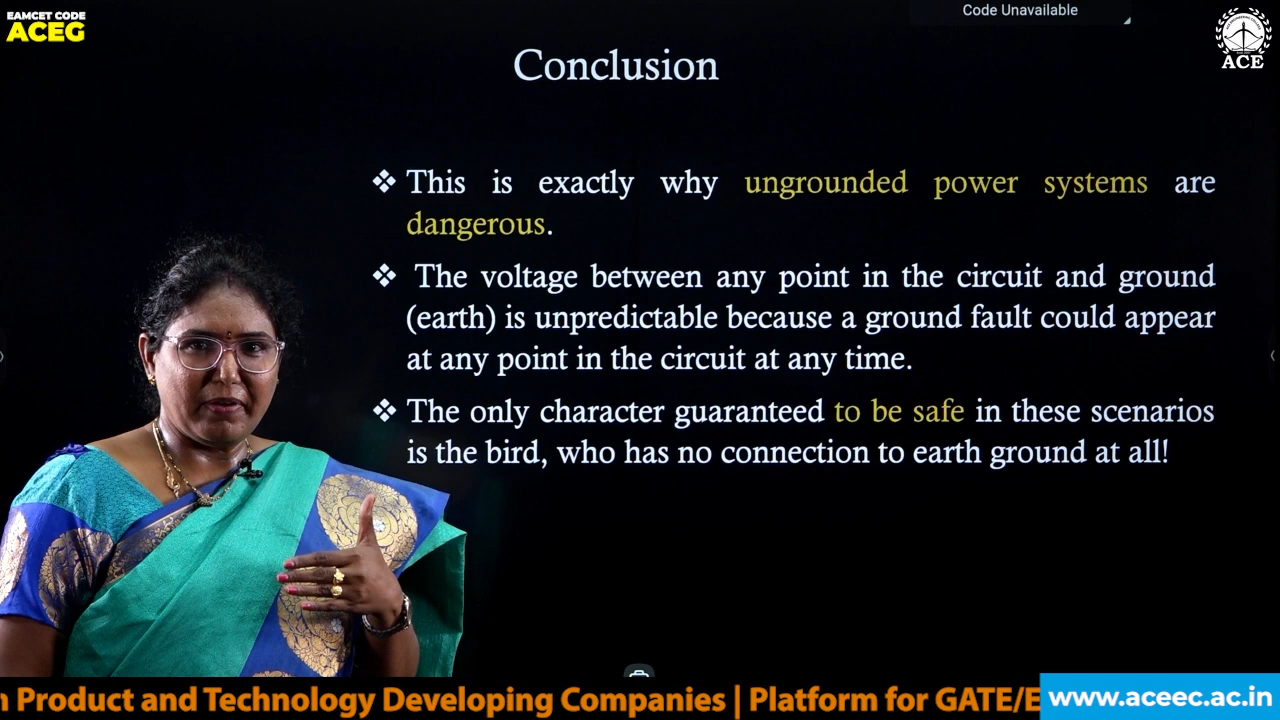 EAMCET CODE
ACEG
Code Unavailable
ACE
Conclusion
❖ This is exactly why ungrounded power systems are
dangerous.
❖ The voltage between any point in the circuit and ground
(earth) is unpredictable because a ground fault could appear
at any point in the circuit at any time.
❖ The only character guaranteed to be safe in these scenarios
is the bird, who has no connection to earth ground at all!
Product and Technology Developing Companies | Platform for GATE/E
www.aceec.ac.in